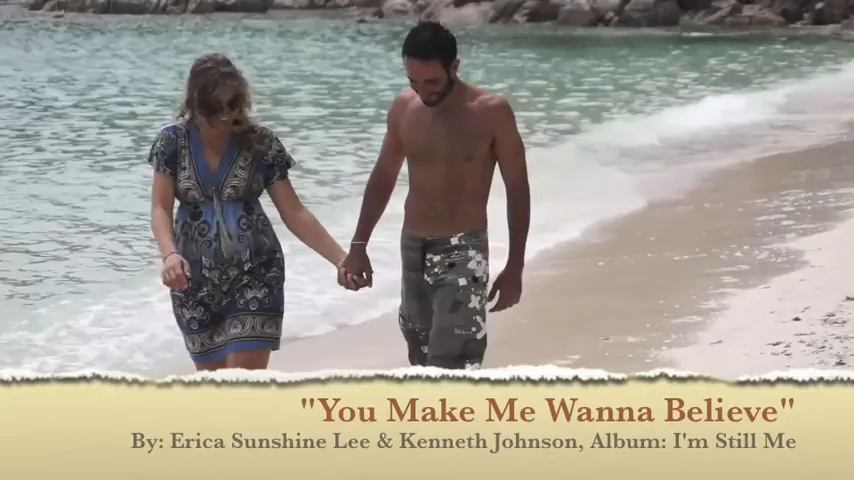 "You Make Me Wanna Believe"
By: Erica Sunshine Lee & Kenneth Johnson, Album: I'm Still Me